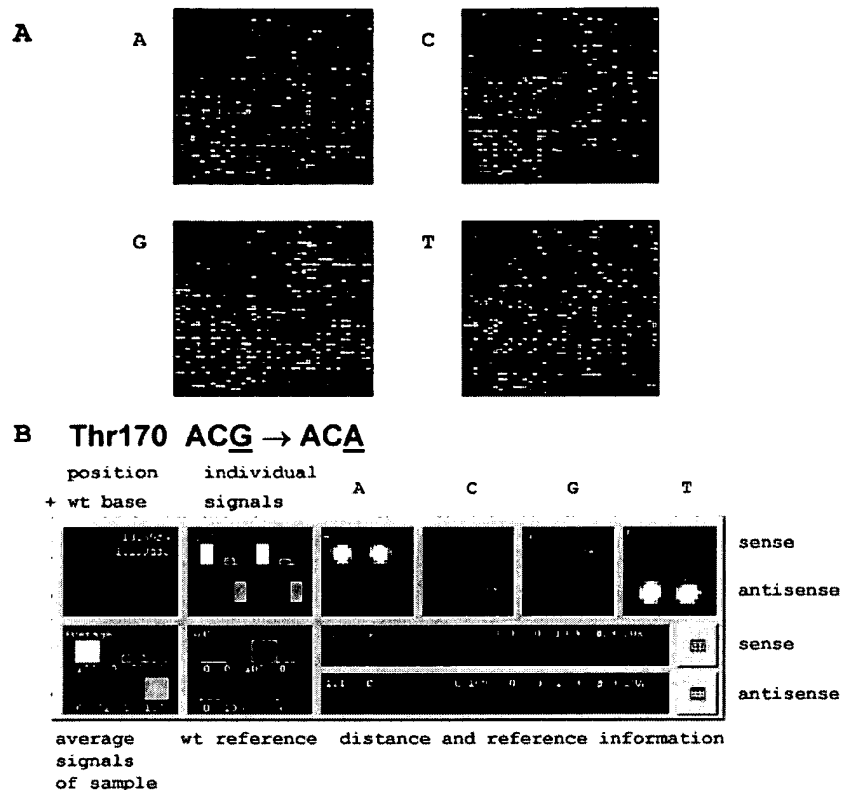 A
A
C
G
T
B Thr170 ACG → ACA
position individual
+ wt base signals
A C G T
sense
antisense
average
sense
antisense
average wt reference distance and reference information
signals
of sample